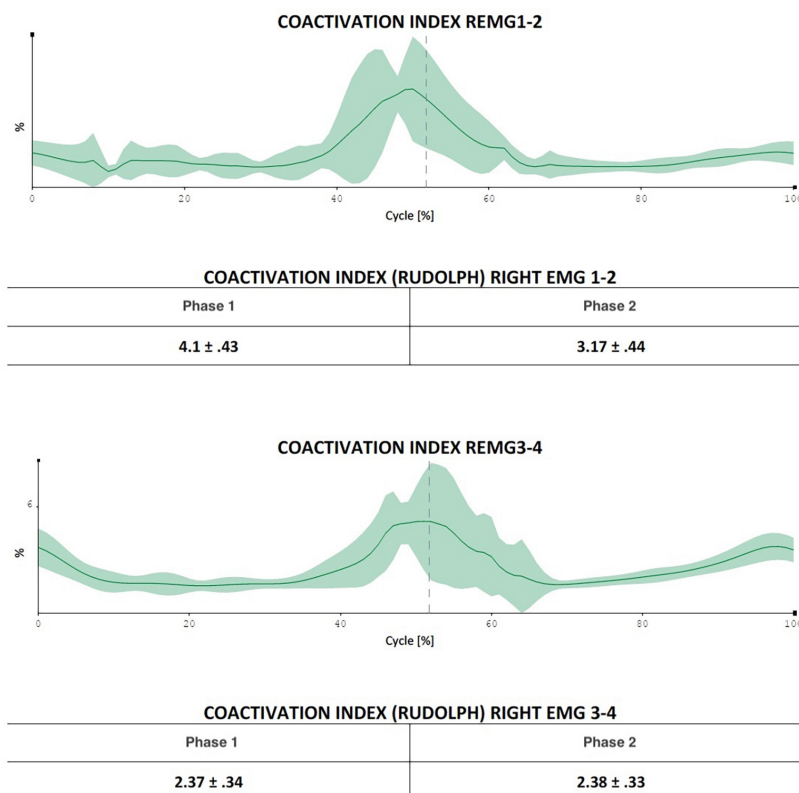 COACTIVATION INDEX REMG1-2
%
0 20 40 60 80 100
Cycle [%]
COACTIVATION INDEX (RUDOLPH) RIGHT EMG 1-2
Phase 1 Phase 2
4.1 ± .43 3.17 ± .44
COACTIVATION INDEX REMG3-4
%
0 20 40 60 80 100
Cycle [%]
COACTIVATION INDEX (RUDOLPH) RIGHT EMG 3-4
Phase 1 Phase 2
2.37 ± .34 2.38 ± .33